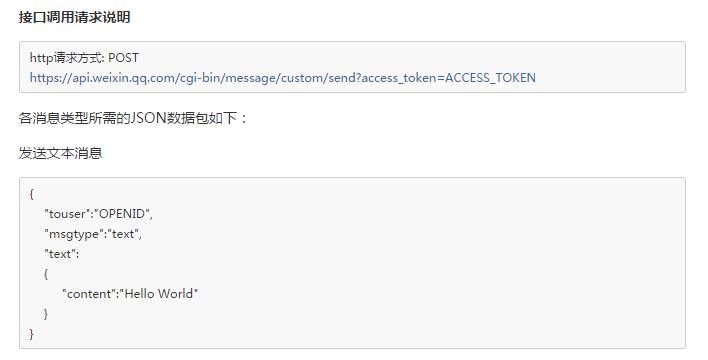 接口调用请求说明
http请求方式: POST
https://api.weixin.qq.com/cgi-bin/message/custom/send?access_token=ACCESS_TOKEN
各消息类型所需的JSON数据包如下：
发送文本消息
{
"touser":"OPENID",
"msgtype":"text",
"text":
{
"content":"Hello World"
}
}